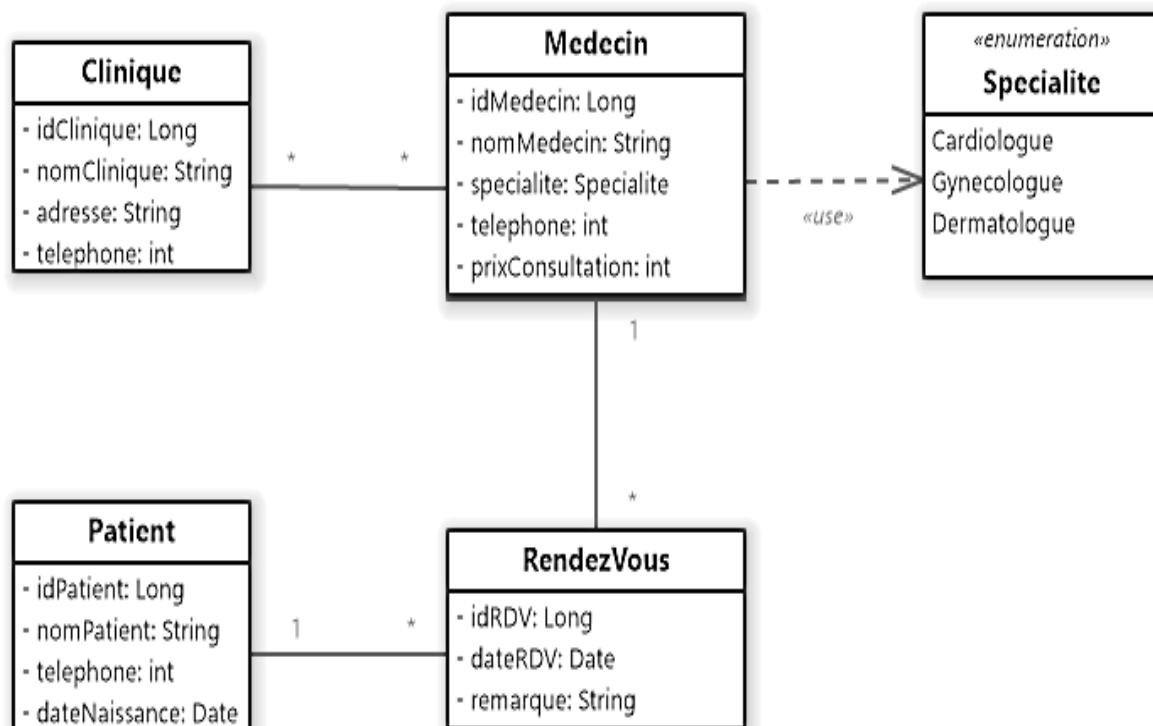 Clinique
- idClinique: Long
- nomClinique: String
- adresse: String
- telephone: int
* *
Medecin
- idMedecin: Long
- nomMedecin: String
- specialite: Specialite
- telephone: int
- prixConsultation: int
«use»
«enumeration»
Specialite
Cardiologue
Gynecologue
Dermatologue
1
*
Patient
- idPatient: Long
- nomPatient: String
- telephone: int
- dateNaissance: Date
1 *
RendezVous
- idRDV: Long
- dateRDV: Date
- remarque: String